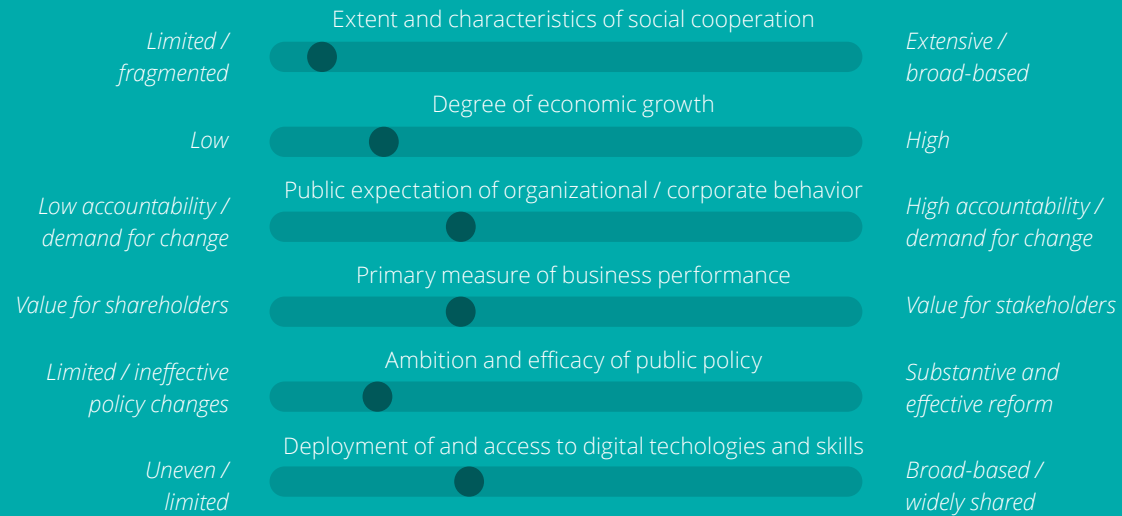 Extent and characteristics of social cooperation
Limited /
fragmented
Extensive /
broad-based
Degree of economic growth
Low
High
Public expectation of organizational / corporate behavior
Low accountability /
demand for change
High accountability /
demand for change
Primary measure of business performance
Value for shareholders
Value for stakeholders
Ambition and efficacy of public policy
Limited / ineffective
policy changes
Substantive and
effective reform
Deployment of and access to digital techologies and skills
Uneven /
limited
Broad-based /
widely shared